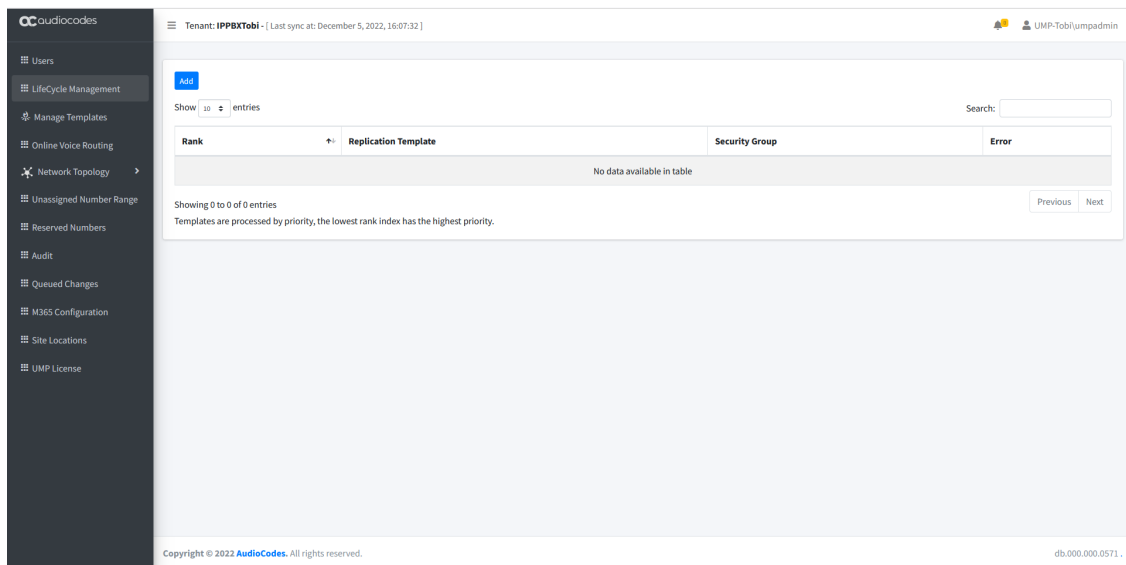 audiocodes
Tenant: IPPBXTobi - [ Last sync at: December 5, 2022, 16:07:32 ]
UMP-Tobi\umpadmin
Users
LifeCycle Management
Manage Templates
Online Voice Routing
Network Topology
Unassigned Number Range
Reserved Numbers
Audit
Queued Changes
M365 Configuration
Site Locations
UMP License
Add
Show 10 entries
Search:
Rank Replication Template Security Group Error
No data available in table
Showing 0 to 0 of 0 entries
Previous Next
Templates are processed by priority, the lowest rank index has the highest priority.
Copyright © 2022 AudioCodes. All rights reserved.
db.000.000.0571 .